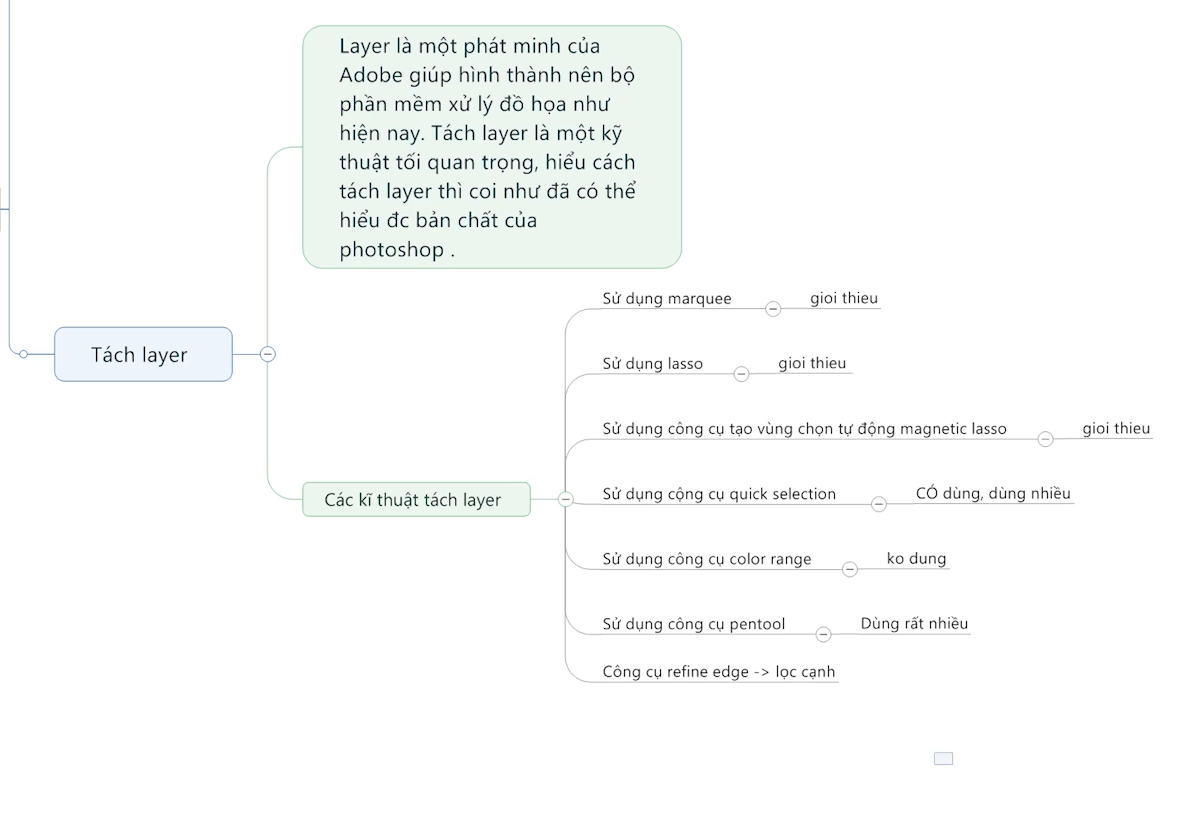 Layer là một phát minh của
Adobe giúp hình thành nên bộ
phần mềm xử lý đồ họa như
hiện nay. Tách layer là một kỹ
thuật tối quan trọng, hiểu cách
tách layer thì coi như đã có thể
hiểu đc bản chất của
photoshop .
Tách layer
Các kĩ thuật tách layer
Sử dụng marquee
gioi thieu
Sử dụng lasso
gioi thieu
Sử dụng công cụ tạo vùng chọn tự động magnetic lasso
gioi thieu
Sử dụng cộng cụ quick selection
CÓ dùng, dùng nhiều
Sử dụng công cụ color range
ko dung
Sử dụng công cụ pentool
Dùng rất nhiều
Công cụ refine edge -> lọc cạnh